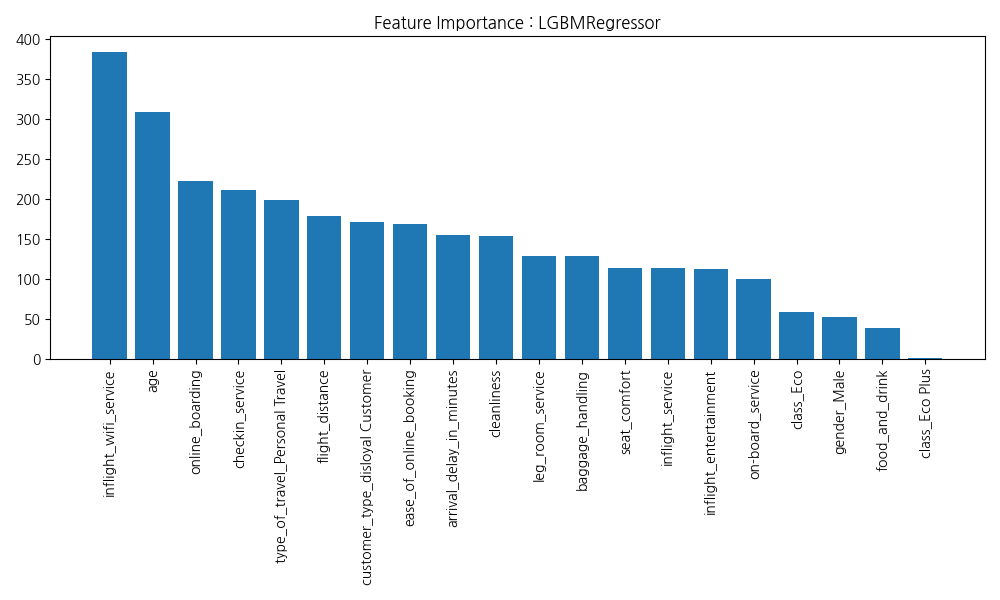 Feature Importance : LGBMRegressor
400
350
300
250
200
150
100
50
0
inflight_wifi_service
age
online_boarding
checkin_service
type_of_travel_Personal Travel
flight_distance
customer_type_disloyal Customer
ease_of_online_booking
arrival_delay_in_minutes
cleanliness
leg_room_service
baggage_handling
seat_comfort
inflight_service
inflight_entertainment
on-board_service
class_Eco
gender_Male
food_and_drink
class_Eco Plus